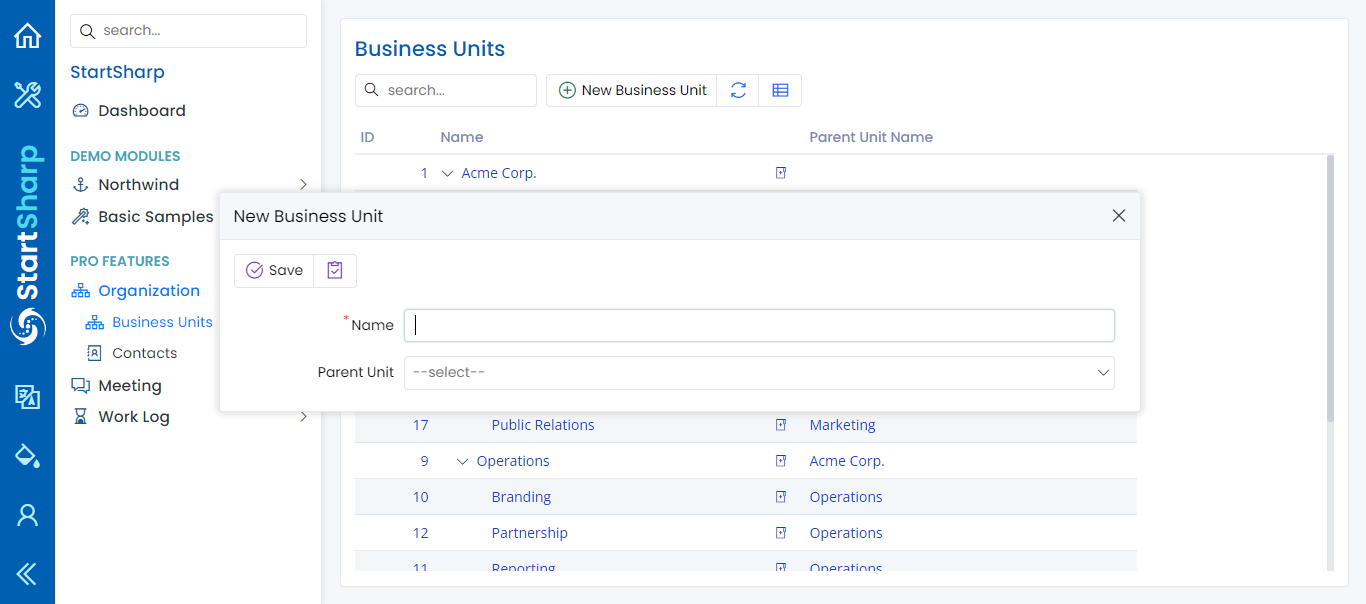 search...
StartSharp
Dashboard
DEMO MODULES
Northwind
Basic Samples
PRO FEATURES
Organization
Business Units
Contacts
Meeting
Work Log
StartSharp
Business Units
search...
New Business Unit
ID Name Parent Unit Name
1 Acme Corp.
New Business Unit
Save
* Name
Parent Unit --select--
17 Public Relations Marketing
9 Operations Acme Corp.
10 Branding Operations
12 Partnership Operations
11 Reporting Operations